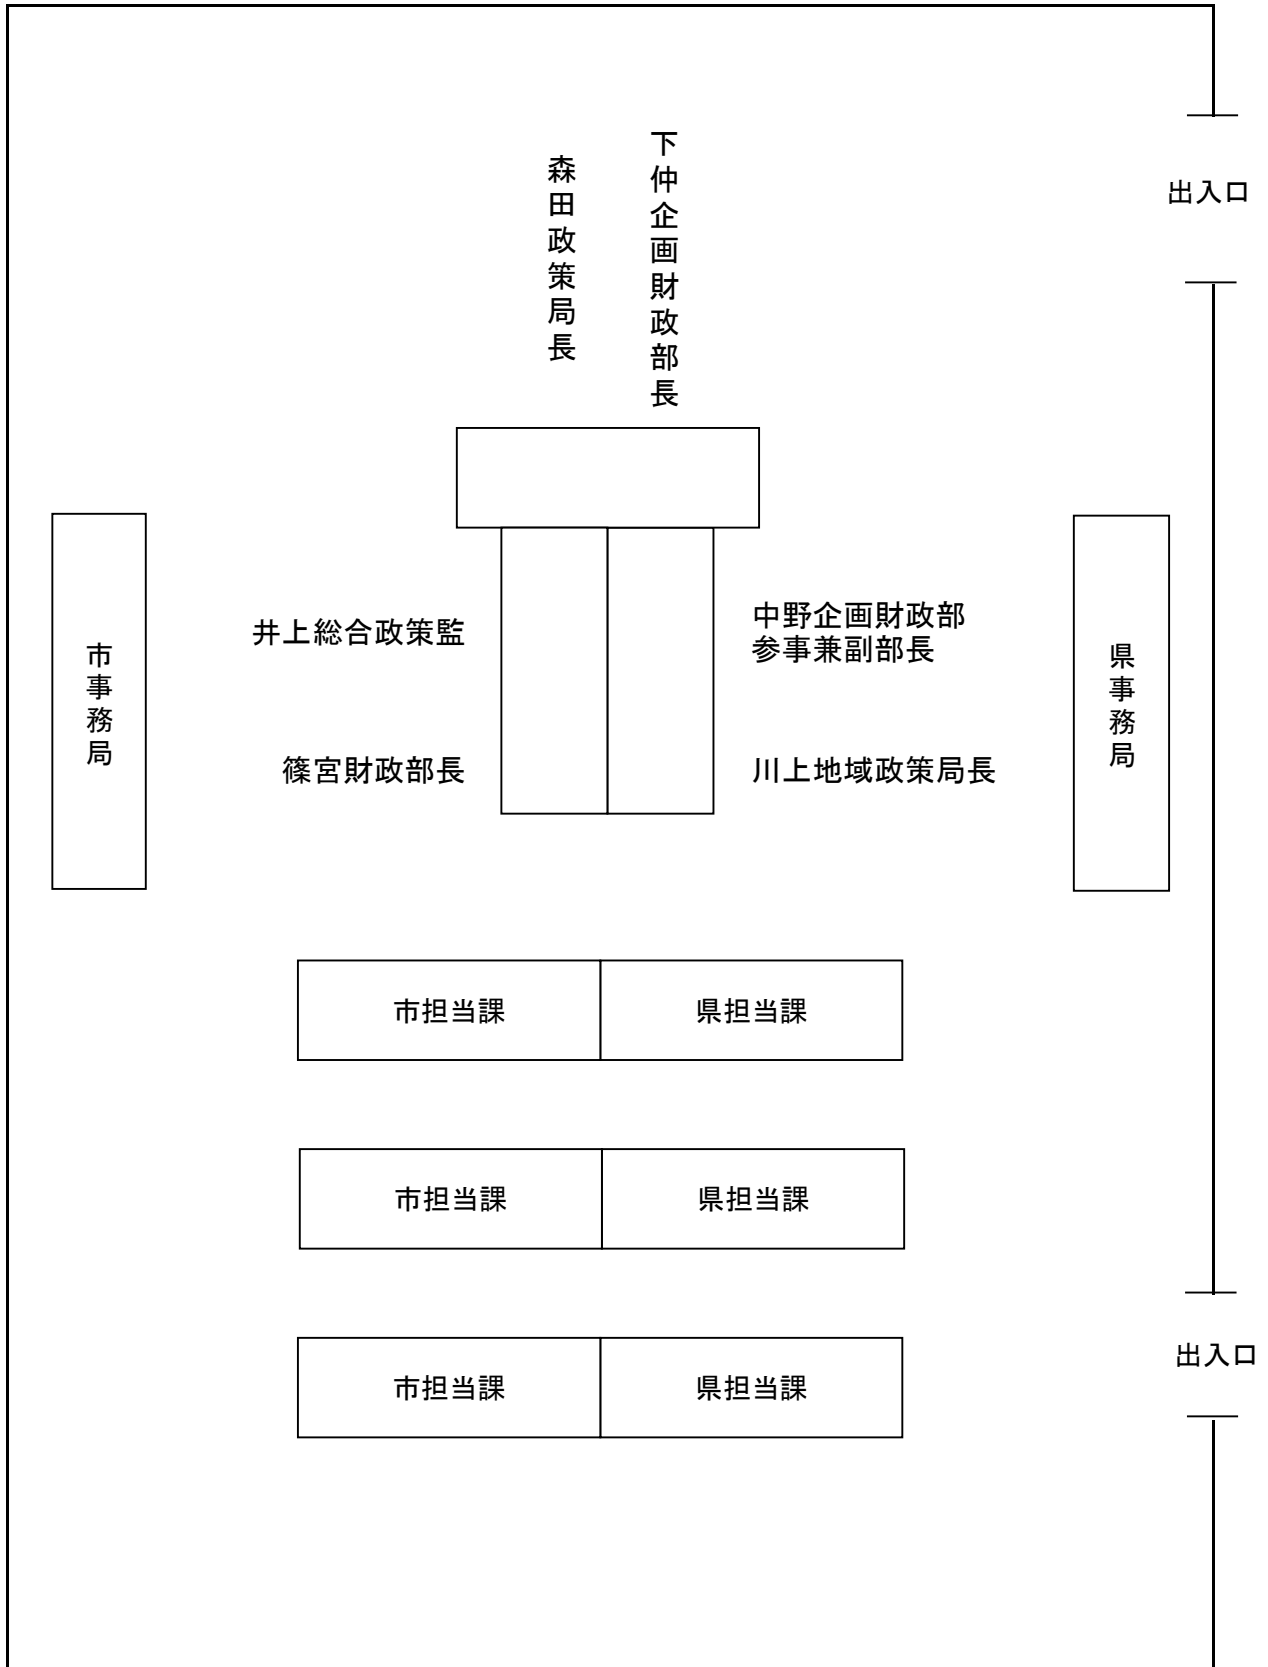 下仲企画財政部長
森田政策局長
出入口
井上総合政策監
中野企画財政部
参事兼副部長
市事務局
県事務局
篠宮財政部長
川上地域政策局長
市担当課
県担当課
市担当課
県担当課
出入口
市担当課
県担当課